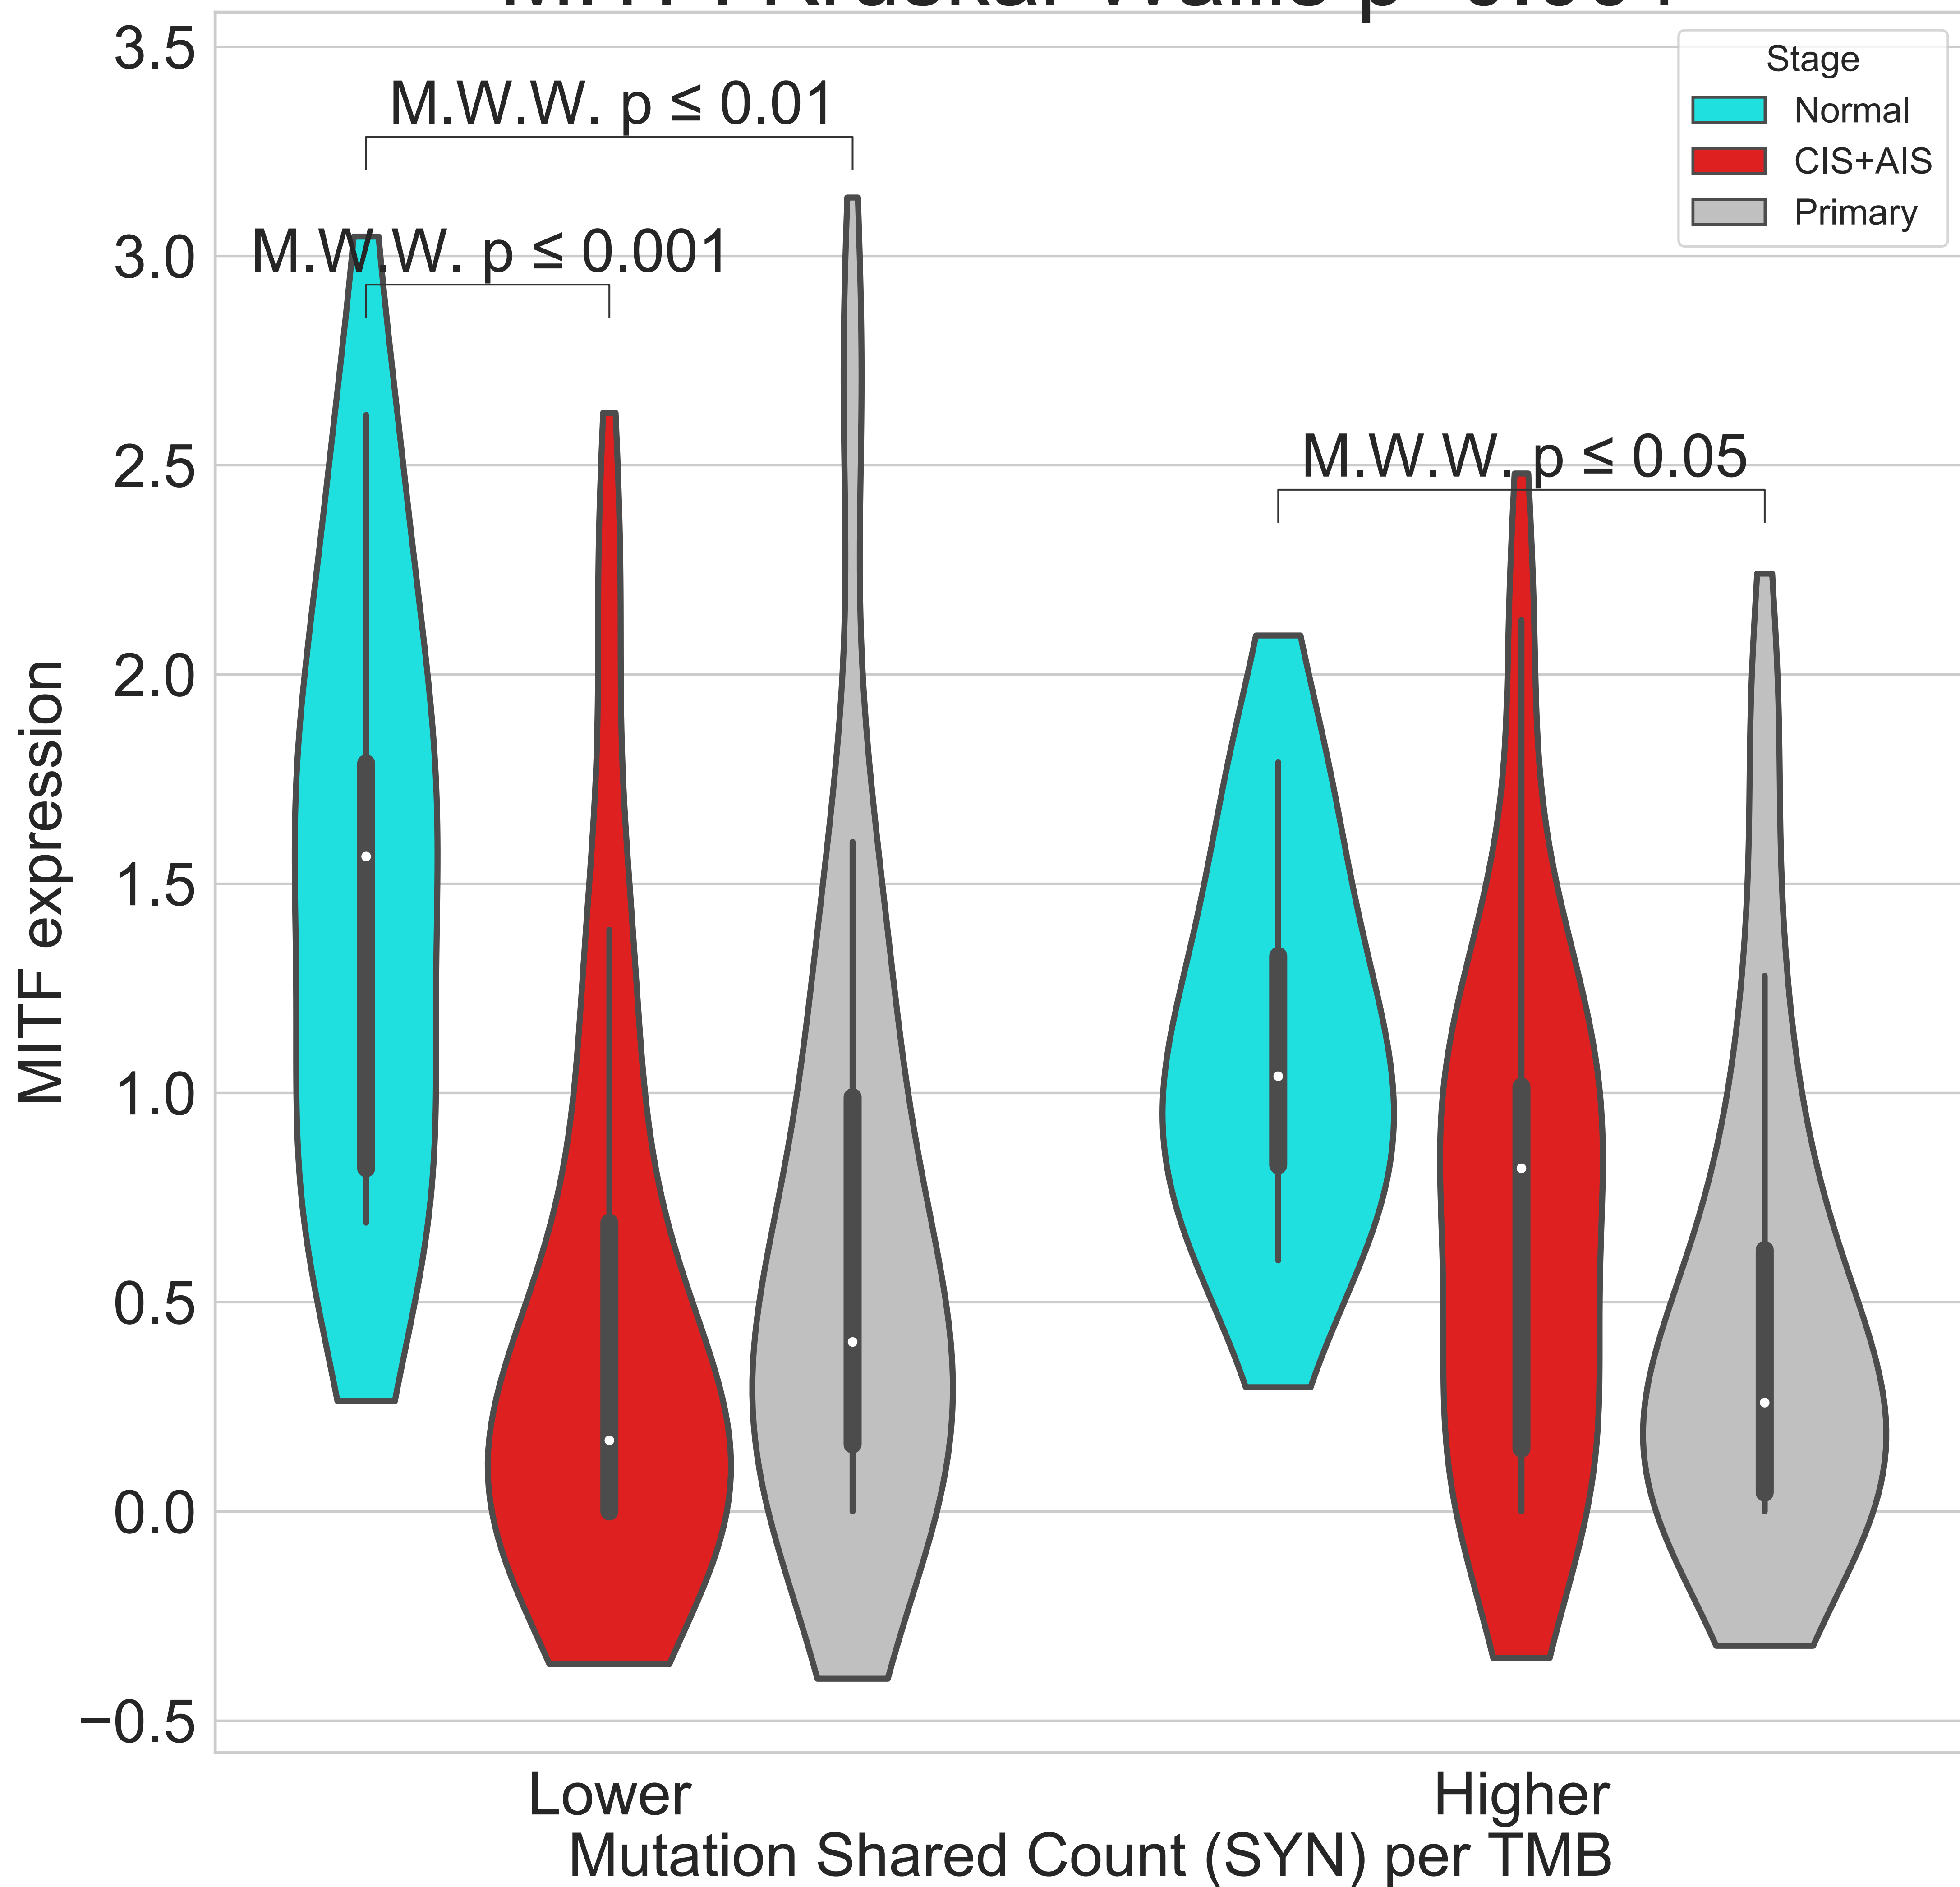 3.5
3.0
2.5
2.0
1.5
1.0
0.5
0.0
−0.5
MITF expression
M.W.W. p ≤ 0.01
M.W.W. p ≤ 0.001
M.W.W. p ≤ 0.05
Stage
Normal
CIS+AIS
Primary
Lower
Higher
Mutation Shared Count (SYN) per TMB